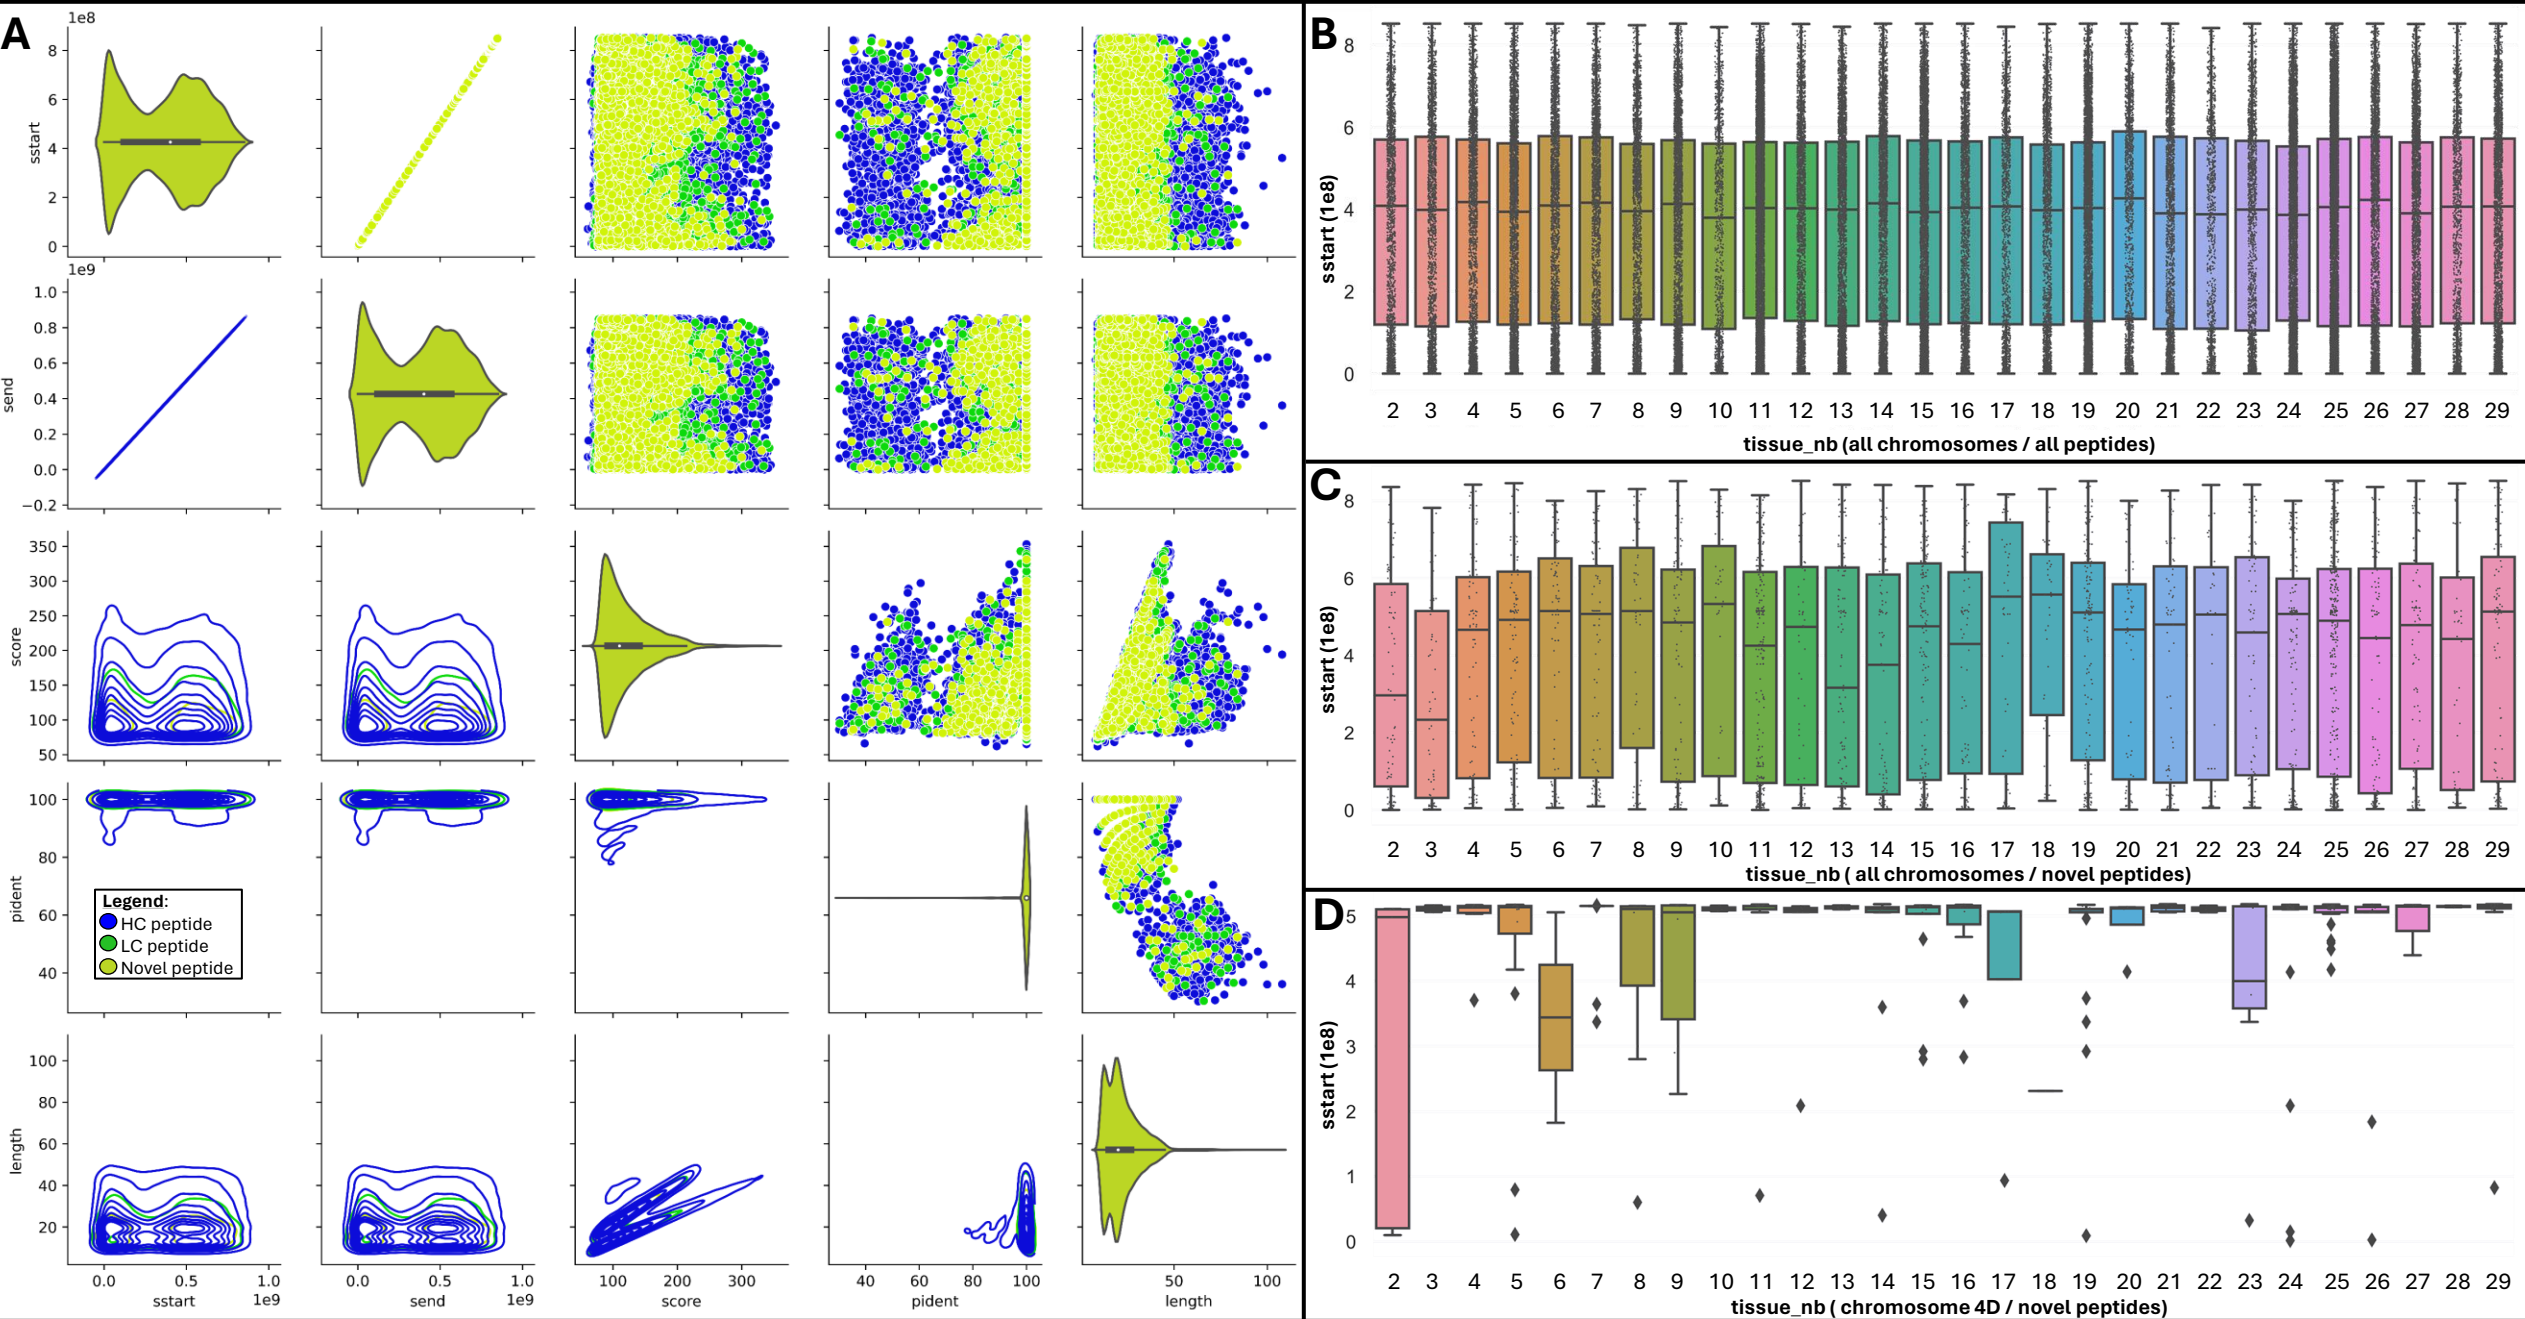 A
1e8
8
6
4
2
0
sstart
1e9
1.0
0.8
0.6
0.4
0.2
0.0
−0.2
send
350
300
250
200
150
100
50
score
100
80
60
40
pident
Legend:
HC peptide
LC peptide
Novel peptide
100
80
60
40
20
length
0.0 0.5 1.0 0.0 0.5 1.0 100 200 300 40 60 80 100 50 100
1e9 1e9
sstart send score pident length
B
8
6
4
2
0
sstart (1e8)
2 3 4 5 6 7 8 9 10 11 12 13 14 15 16 17 18 19 20 21 22 23 24 25 26 27 28 29
tissue_nb (all chromosomes / all peptides)
C
8
6
4
2
0
sstart (1e8)
2 3 4 5 6 7 8 9 10 11 12 13 14 15 16 17 18 19 20 21 22 23 24 25 26 27 28 29
tissue_nb ( all chromosomes / novel peptides)
D
5
4
3
2
1
0
sstart (1e8)
2 3 4 5 6 7 8 9 10 11 12 13 14 15 16 17 18 19 20 21 22 23 24 25 26 27 28 29
tissue_nb ( chromosome 4D / novel peptides)